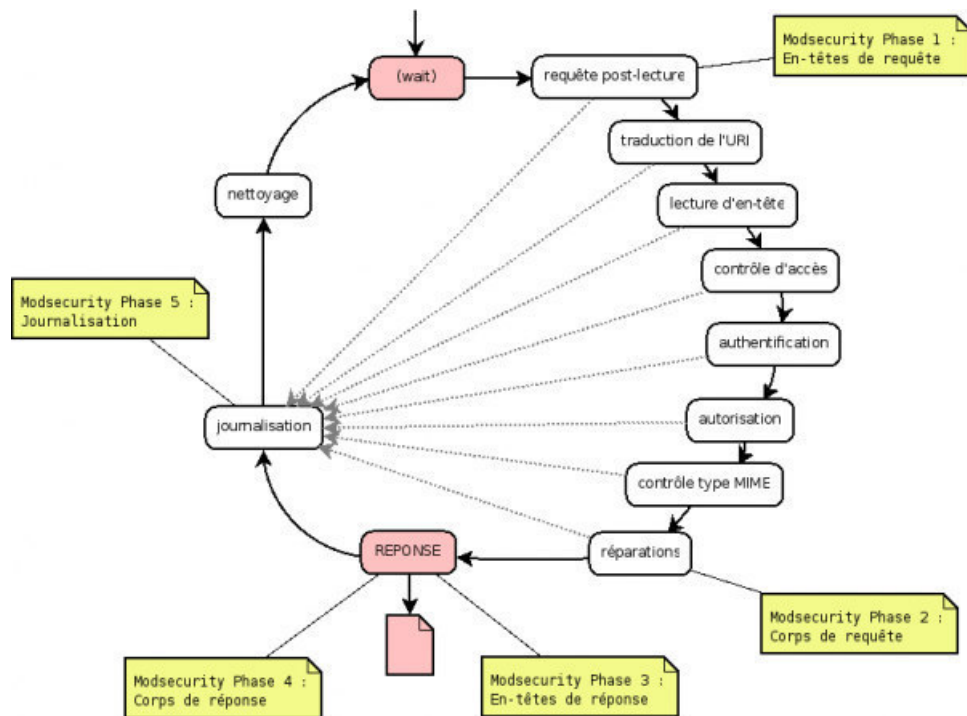 Modsecurity Phase 1 :
En-têtes de requête
(wait)
requête post-lecture
traduction de l'URI
nettoyage
lecture d'en-tête
contrôle d'accès
Modsecurity Phase 5 :
Journalisation
authentification
journalisation
autorisation
contrôle type MIME
REPONSE
réparations
Modsecurity Phase 2 :
Corps de requête
Modsecurity Phase 4 :
Corps de réponse
Modsecurity Phase 3 :
En-têtes de réponse